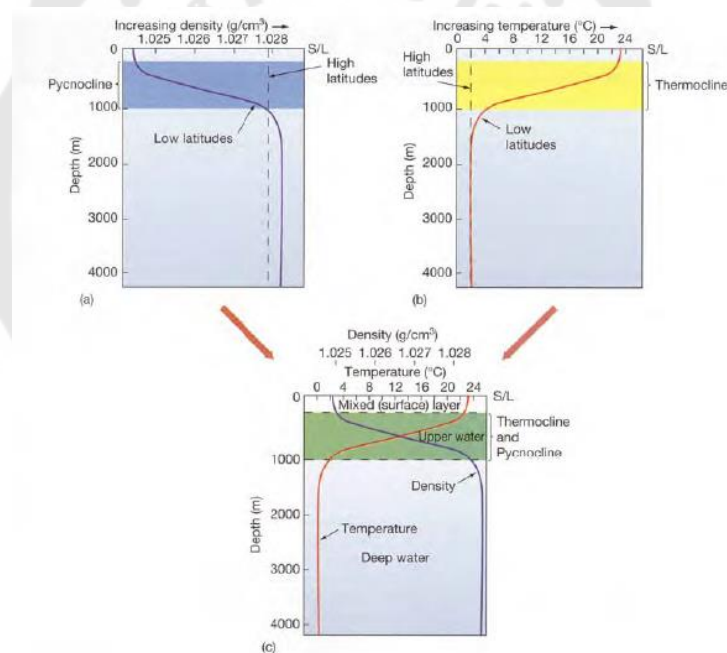 Increasing density (g/cm³)
1.025 1.026 1.027 1.028
S/L
0
Pycnocline
1000
2000
3000
4000
Depth (m)
High
latitudes
Low latitudes
(a)
Increasing temperature (°C)
0 4 8 12 16 20 24
S/L
0
High
latitudes
Thermocline
1000
2000
3000
4000
Depth (m)
Low
latitudes
(b)
Density (g/cm³)
1.025 1.026 1.027 1.028
Temperature (°C)
0 4 8 12 16 20 24
S/L
0
Mixed (surface) layer
Upper water
Thermocline
and
Pycnocline
1000
2000
3000
4000
Depth (m)
Density
Temperature
Deep water
(c)